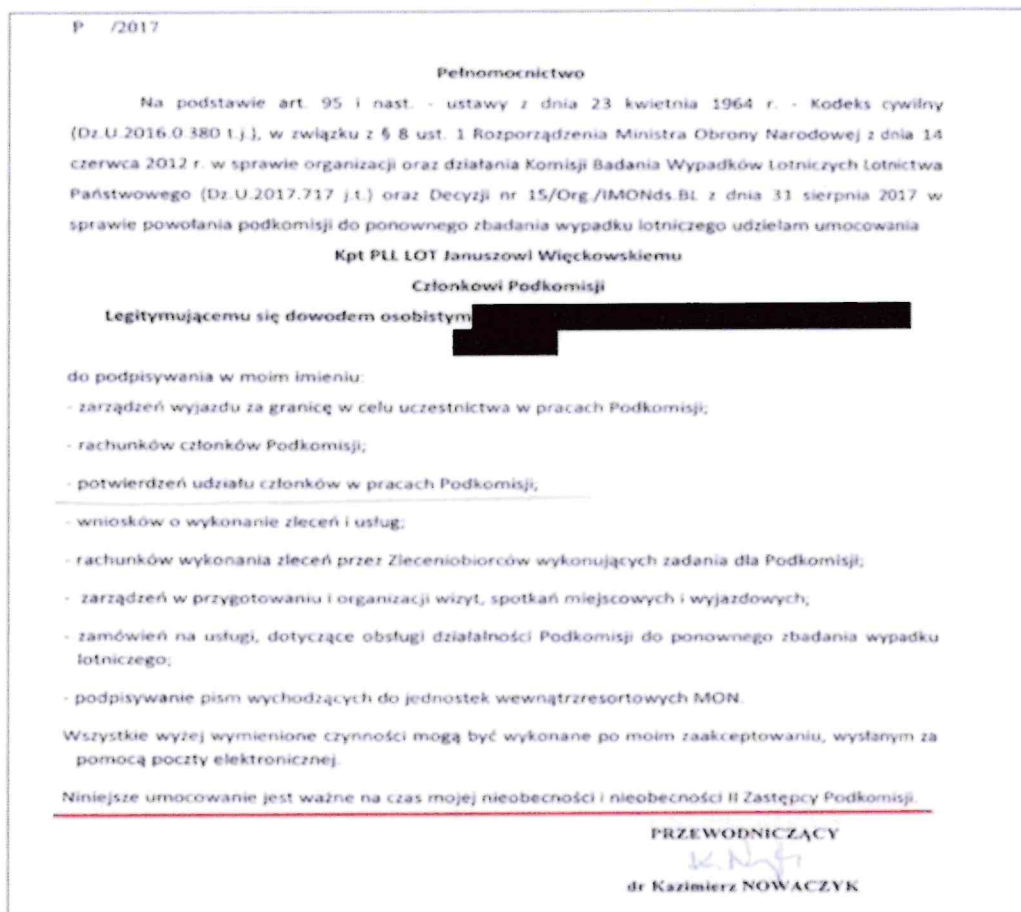 P /2017
Pełnomocnictwo
Na podstawie art. 95 i nast. - ustawy z dnia 23 kwietnia 1964 r. - Kodeks cywilny
(Dz.U.2016.0.380 t.j.), w związku z § 8 ust. 1 Rozporządzenia Ministra Obrony Narodowej z dnia 14
czerwca 2012 r. w sprawie organizacji oraz działania Komisji Badania Wypadków Lotniczych Lotnictwa
Państwowego (Dz.U.2017.717 j.t.) oraz Decyzji nr 15/Org./IMONds.BL z dnia 31 sierpnia 2017 w
sprawie powołania podkomisji do ponownego zbadania wypadku lotniczego udzielam umocowania
Kpt PLL LOT Januszowi Więckowskiemu
Członkowi Podkomisji
Legitymującemu się dowodem osobistym
do podpisywania w moim imieniu:
- zarządzeń wyjazdu za granicę w celu uczestnictwa w pracach Podkomisji;
- rachunków członków Podkomisji;
- potwierdzeń udziału członków w pracach Podkomisji;
- wniosków o wykonanie zleceń i usług;
- rachunków wykonania zleceń przez Zleceniobiorców wykonujących zadania dla Podkomisji;
- zarządzeń w przygotowaniu i organizacji wizyt, spotkań miejscowych i wyjazdowych;
- zamówień na usługi, dotyczące obsługi działalności Podkomisji do ponownego zbadania wypadku
lotniczego;
- podpisywanie pism wychodzących do jednostek wewnątrzresortowych MON.
Wszystkie wyżej wymienione czynności mogą być wykonane po moim zaakceptowaniu, wysłanym za
pomocą poczty elektronicznej.
Niniejsze umocowanie jest ważne na czas mojej nieobecności i nieobecności II Zastępcy Podkomisji.
PRZEWODNICZĄCY
dr Kazimierz NOWACZYK